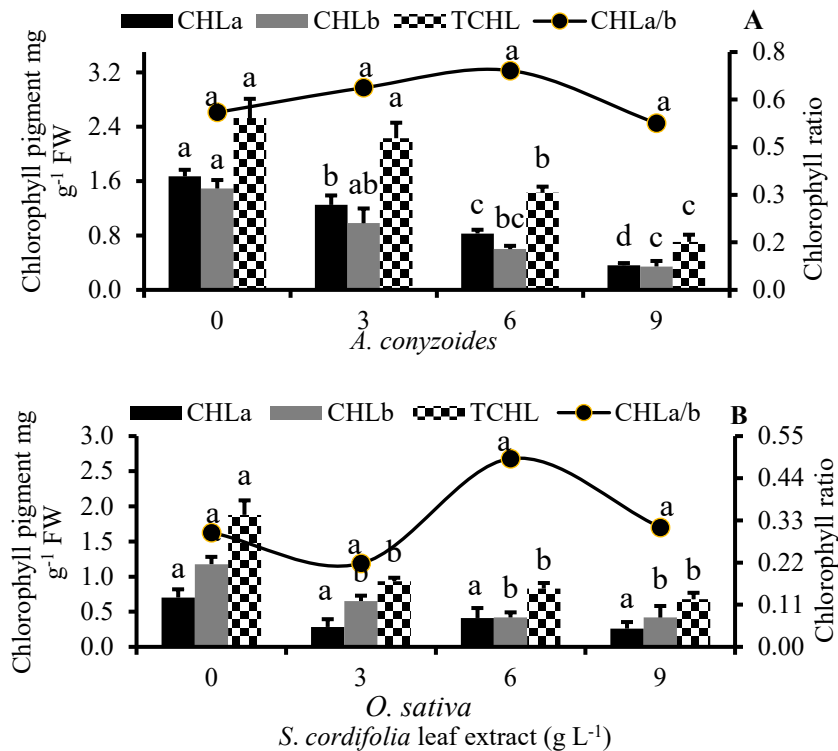 CHLa CHLb TCHL CHLa/b A
Chlorophyll pigment mg
g-1 FW
3.2
2.4
1.6
0.8
0.0
a a a a
a a a
a a b ab b
c bc d c c
0.8
0.6
0.5
0.3
0.2
0.0
Chlorophyll ratio
0 3 6 9
A. conyzoides
CHLa CHLb TCHL CHLa/b B
Chlorophyll pigment mg
g-1 FW
3.0
2.5
2.0
1.5
1.0
0.5
0.0
a a a a
a a
a b b a b b a b b
0.55
0.44
0.33
0.22
0.11
0.00
Chlorophyll ratio
0 3 6 9
O. sativa
S. cordifolia leaf extract (g L-1)